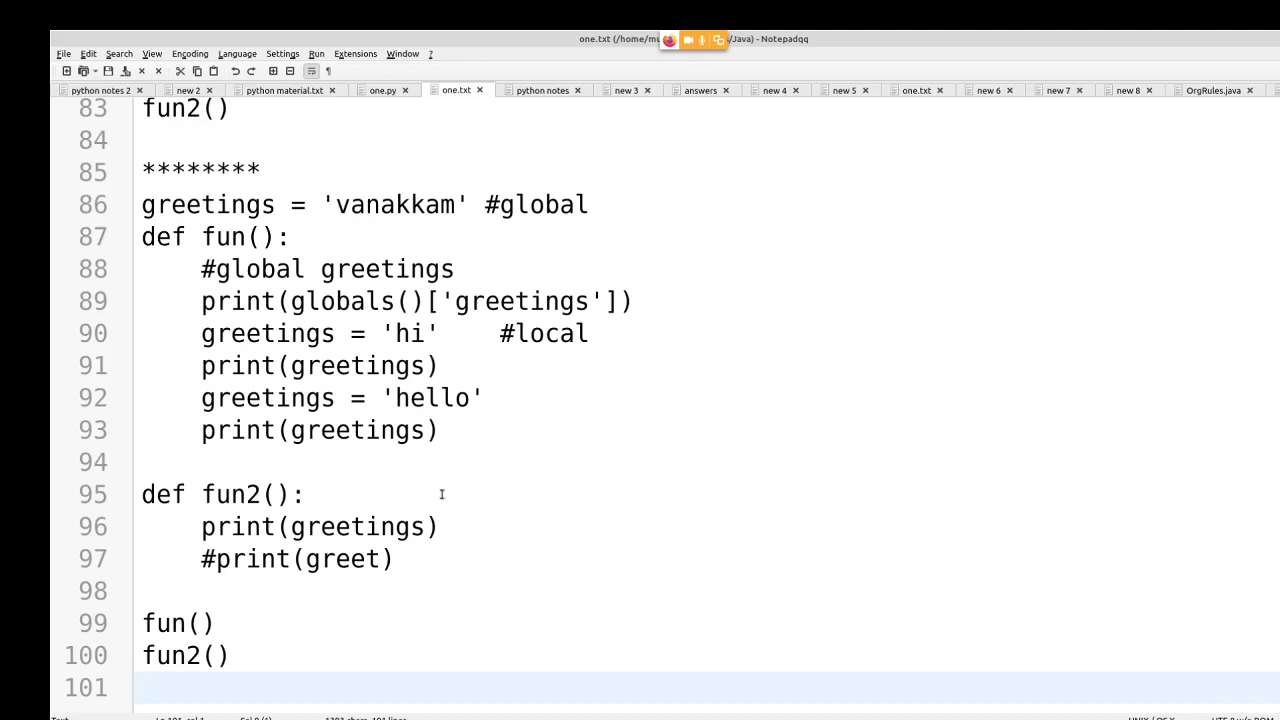 one.txt (/home/mu /Java) - Notepadqq
File Edit Search View Encoding Language Settings Run Extensions Window ?
python notes 2 new 2 python material.txt one.py one.txt python notes new 3 answers new 4 new 5 one.txt new 6 new 7 new 8 OrgRules.java
83 fun2()
84
85 ********
86 greetings = 'vanakkam' #global
87 def fun():
88 #global greetings
89 print(globals()['greetings'])
90 greetings = 'hi' #local
91 print(greetings)
92 greetings = 'hello'
93 print(greetings)
94
95 def fun2():
96 print(greetings)
97 #print(greet)
98
99 fun()
100 fun2()
101